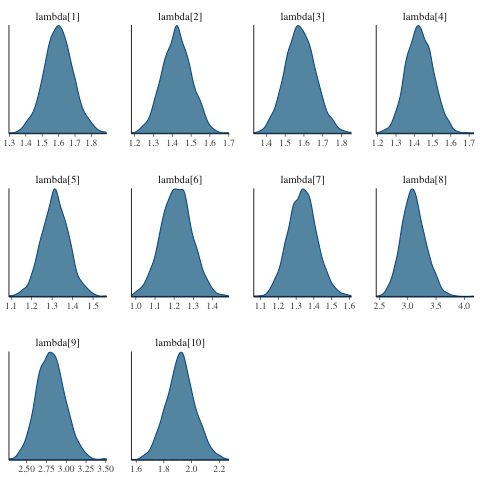 lambda[1] lambda[2] lambda[3] lambda[4]
1.3 1.4 1.5 1.6 1.7 1.8 1.2 1.3 1.4 1.5 1.6 1.7 1.4 1.5 1.6 1.7 1.8 1.2 1.3 1.4 1.5 1.6 1.7
lambda[5] lambda[6] lambda[7] lambda[8]
1.1 1.2 1.3 1.4 1.5 1.0 1.1 1.2 1.3 1.4 1.1 1.2 1.3 1.4 1.5 1.6 2.5 3.0 3.5 4.0
lambda[9] lambda[10]
2.50 2.75 3.00 3.25 3.50 1.6 1.8 2.0 2.2